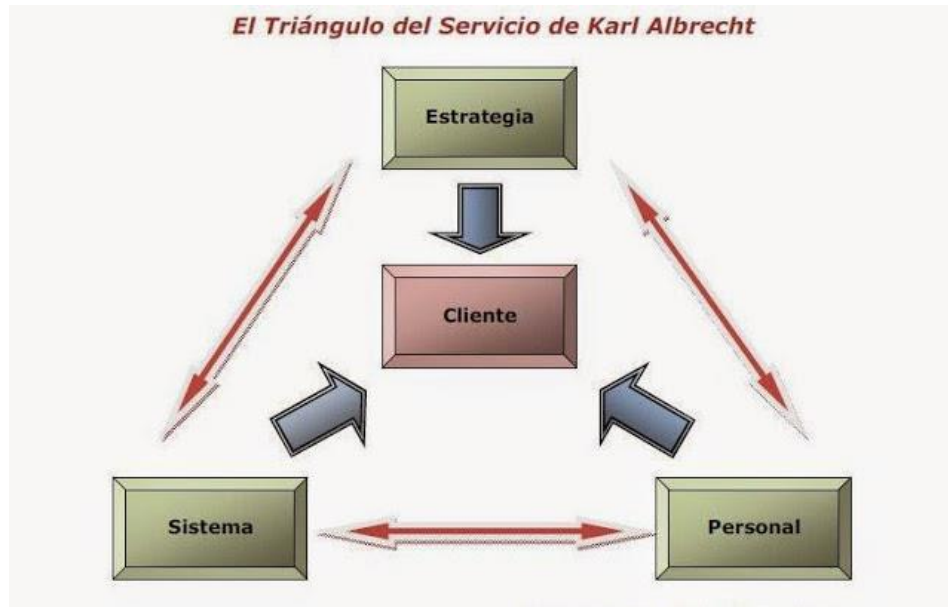 El Triángulo del Servicio de Karl Albrecht
Estrategia
Cliente
Sistema
Personal